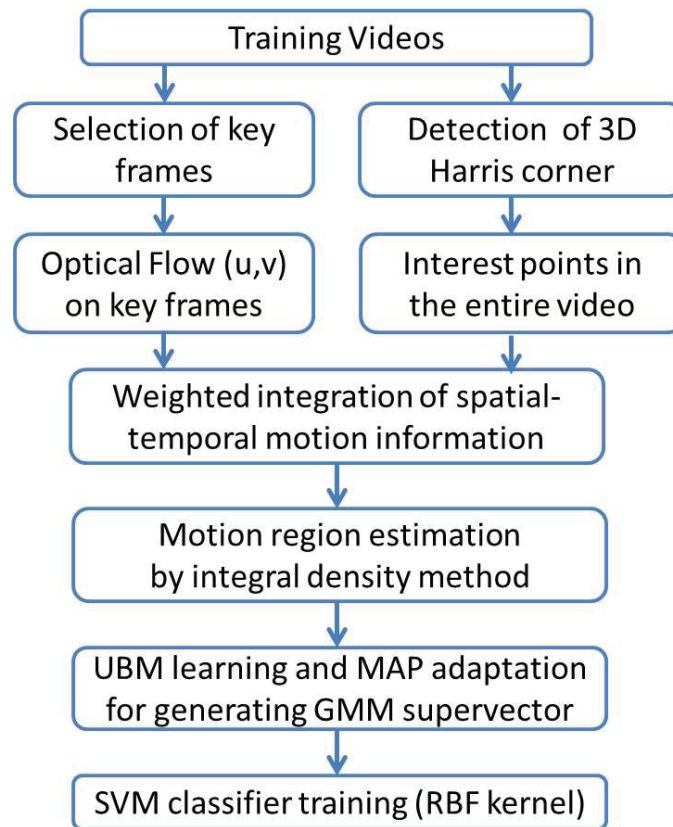 Training Videos
Selection of key
frames
Detection of 3D
Harris corner
Optical Flow (u,v)
on key frames
Interest points in
the entire video
Weighted integration of spatial-
temporal motion information
Motion region estimation
by integral density method
UBM learning and MAP adaptation
for generating GMM supervector
SVM classifier training (RBF kernel)